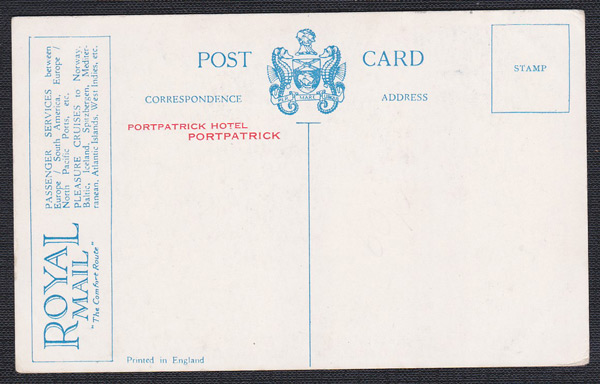 POST CARD
CORRESPONDENCE
ADDRESS
STAMP
PORTPATRICK HOTEL
PORTPATRICK
ROYAL
MAIL
"The Comfort Route"
PASSENGER SERVICES between
Europe / South America, Europe /
North Pacific Ports, etc.
PLEASURE CRUISES to Norway,
Baltic, Iceland, Spitzbergen, Mediter-
ranean, Atlantic Islands, West Indies, etc.
Printed in England